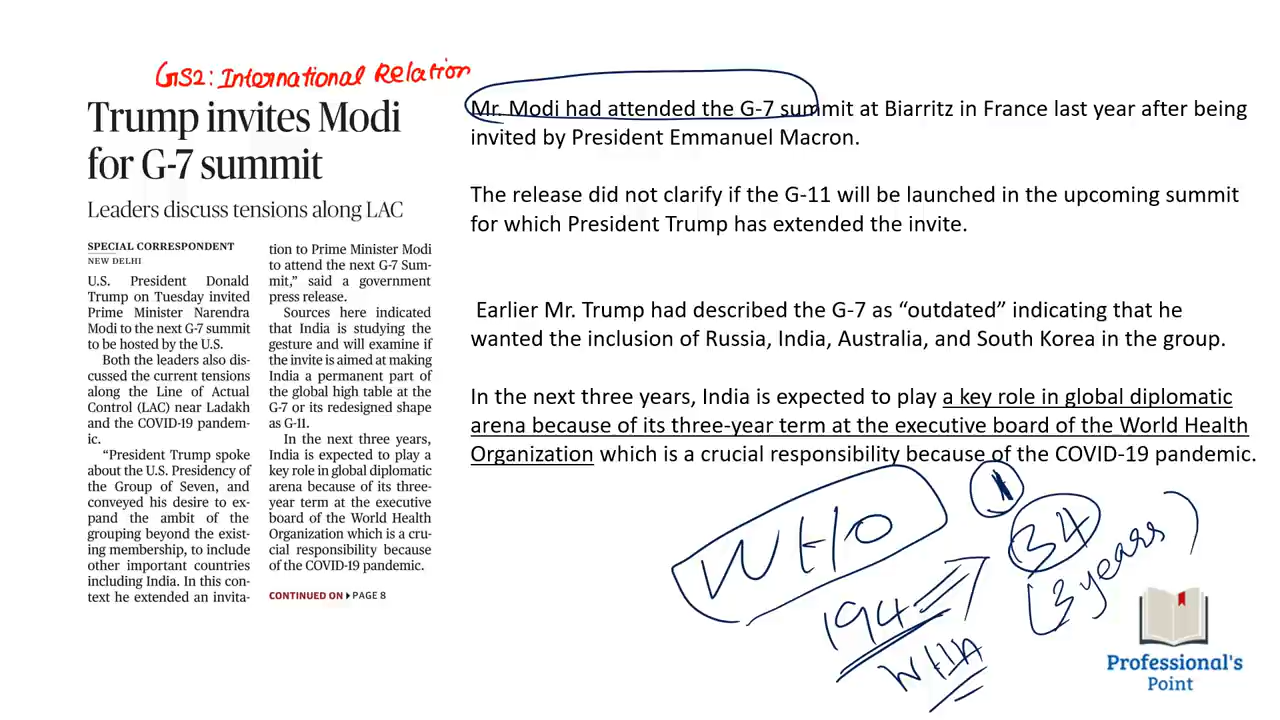 GS2: International Relation
Trump invites Modi
for G-7 summit
Leaders discuss tensions along LAC
SPECIAL CORRESPONDENT
NEW DELHI
U.S. President Donald
Trump on Tuesday invited
Prime Minister Narendra
Modi to the next G-7 summit
to be hosted by the U.S.
Both the leaders also dis-
cussed the current tensions
along the Line of Actual
Control (LAC) near Ladakh
and the COVID-19 pandem-
ic.
“President Trump spoke
about the U.S. Presidency of
the Group of Seven, and
conveyed his desire to ex-
pand the ambit of the
grouping beyond the exist-
ing membership, to include
other important countries
including India. In this con-
text he extended an invita-
tion to Prime Minister Modi
to attend the next G-7 Sum-
mit,” said a government
press release.
Sources here indicated
that India is studying the
gesture and will examine if
the invite is aimed at making
India a permanent part of
the global high table at the
G-7 or its redesigned shape
as G-11.
In the next three years,
India is expected to play a
key role in global diplomatic
arena because of its three-
year term at the executive
board of the World Health
Organization which is a cru-
cial responsibility because
of the COVID-19 pandemic.
CONTINUED ON PAGE 8
Mr. Modi had attended the G-7 summit at Biarritz in France last year after being
invited by President Emmanuel Macron.
The release did not clarify if the G-11 will be launched in the upcoming summit
for which President Trump has extended the invite.
Earlier Mr. Trump had described the G-7 as “outdated” indicating that he
wanted the inclusion of Russia, India, Australia, and South Korea in the group.
In the next three years, India is expected to play a key role in global diplomatic
arena because of its three-year term at the executive board of the World Health
Organization which is a crucial responsibility because of the COVID-19 pandemic.
WHO
34
(3 years)
194
WHA
Professional's
Point